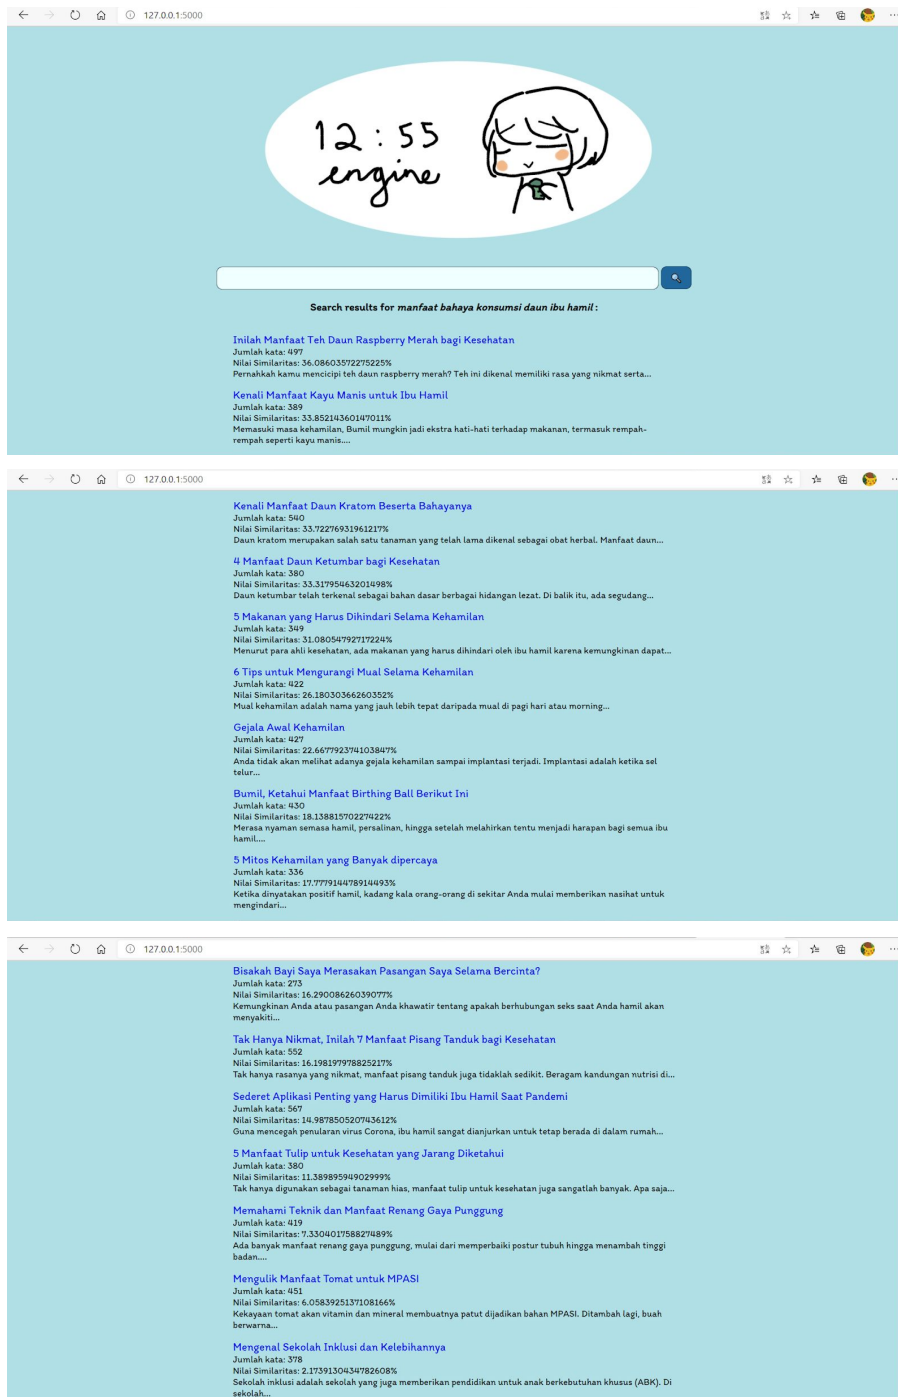 127.0.0.1:5000
12:55
engine
Search results for manfaat bahaya konsumsi daun ibu hamil :
Inilah Manfaat Teh Daun Raspberry Merah bagi Kesehatan
Jumlah kata: 497
Nilai Similaritas: 36.08603572275225%
Pernahkah kamu mencicipi teh daun raspberry merah? Teh ini dikenal memiliki rasa yang nikmat serta...
Kenali Manfaat Kayu Manis untuk Ibu Hamil
Jumlah kata: 389
Nilai Similaritas: 33.85214360147011%
Memasuki masa kehamilan, Bumil mungkin jadi ekstra hati-hati terhadap makanan, termasuk rempah-
rempah seperti kayu manis....
127.0.0.1:5000
Kenali Manfaat Daun Kratom Beserta Bahayanya
Jumlah kata: 540
Nilai Similaritas: 33.72276931961217%
Daun kratom merupakan salah satu tanaman yang telah lama dikenal sebagai obat herbal. Manfaat daun...
4 Manfaat Daun Ketumbar bagi Kesehatan
Jumlah kata: 380
Nilai Similaritas: 33.31795463201498%
Daun ketumbar telah terkenal sebagai bahan dasar berbagai hidangan lezat. Di balik itu, ada segudang...
5 Makanan yang Harus Dihindari Selama Kehamilan
Jumlah kata: 349
Nilai Similaritas: 31.08054792717224%
Menurut para ahli kesehatan, ada makanan yang harus dihindari oleh ibu hamil karena kemungkinan dapat...
6 Tips untuk Mengurangi Mual Selama Kehamilan
Jumlah kata: 422
Nilai Similaritas: 26.18030366260352%
Mual kehamilan adalah nama yang jauh lebih tepat daripada mual di pagi hari atau morning...
Gejala Awal Kehamilan
Jumlah kata: 427
Nilai Similaritas: 22.667792374103847%
Anda tidak akan melihat adanya gejala kehamilan sampai implantasi terjadi. Implantasi adalah ketika sel
telur...
Bumil, Ketahui Manfaat Birthing Ball Berikut Ini
Jumlah kata: 430
Nilai Similaritas: 18.13881570227422%
Merasa nyaman semasa hamil, persalinan, hingga setelah melahirkan tentu menjadi harapan bagi semua ibu
hamil....
5 Mitos Kehamilan yang Banyak dipercaya
Jumlah kata: 336
Nilai Similaritas: 17.777914478914493%
Ketika dinyatakan positif hamil, kadang kala orang-orang di sekitar Anda mulai memberikan nasihat untuk
mengindari...
127.0.0.1:5000
Bisakah Bayi Saya Merasakan Pasangan Saya Selama Bercinta?
Jumlah kata: 273
Nilai Similaritas: 16.29008626039077%
Kemungkinan Anda atau pasangan Anda khawatir tentang apakah berhubungan seks saat Anda hamil akan
menyakiti...
Tak Hanya Nikmat, Inilah 7 Manfaat Pisang Tanduk bagi Kesehatan
Jumlah kata: 552
Nilai Similaritas: 16.198197978825217%
Tak hanya rasanya yang nikmat, manfaat pisang tanduk juga tidaklah sedikit. Beragam kandungan nutrisi di...
Sederet Aplikasi Penting yang Harus Dimiliki Ibu Hamil Saat Pandemi
Jumlah kata: 567
Nilai Similaritas: 14.987850520743612%
Guna mencegah penularan virus Corona, ibu hamil sangat dianjurkan untuk tetap berada di dalam rumah...
5 Manfaat Tulip untuk Kesehatan yang Jarang Diketahui
Jumlah kata: 380
Nilai Similaritas: 11.38989594902999%
Tak hanya digunakan sebagai tanaman hias, manfaat tulip untuk kesehatan juga sangatlah banyak. Apa saja...
Memahami Teknik dan Manfaat Renang Gaya Punggung
Jumlah kata: 419
Nilai Similaritas: 7.330401758827489%
Ada banyak manfaat renang gaya punggung, mulai dari memperbaiki postur tubuh hingga menambah tinggi
badan....
Mengulik Manfaat Tomat untuk MPASI
Jumlah kata: 451
Nilai Similaritas: 6.0583925137108166%
Kekayaan tomat akan vitamin dan mineral membuatnya patut dijadikan bahan MPASI. Ditambah lagi, buah
berwarna...
Mengenal Sekolah Inklusi dan Kelebihannya
Jumlah kata: 378
Nilai Similaritas: 2.1739130434782608%
Sekolah inklusi adalah sekolah yang juga memberikan pendidikan untuk anak berkebutuhan khusus (ABK). Di
sekolah...